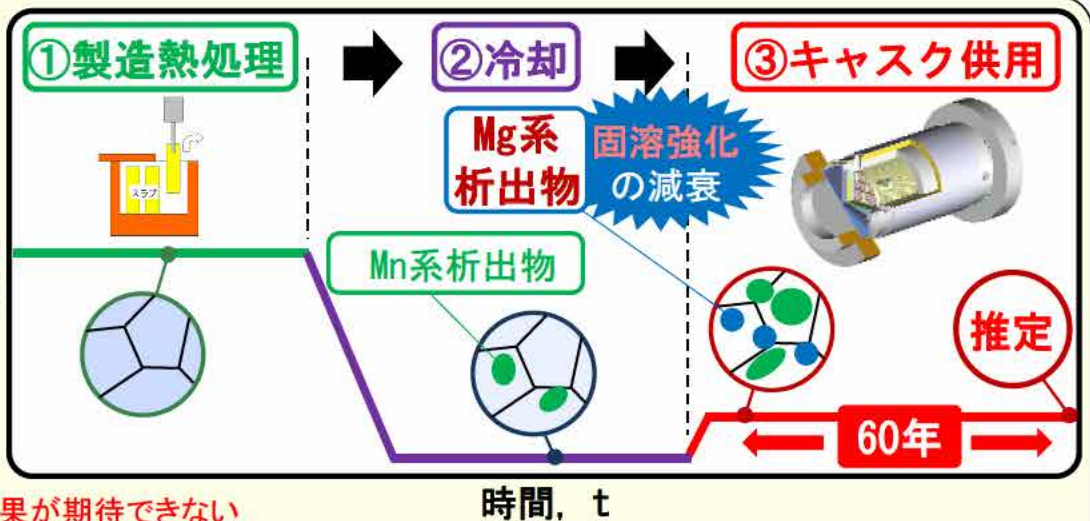 ①製造熱処理
②冷却
③キャスク供用
スラブ
Mg系
析出物
固溶強化
の減衰
Mn系析出物
推定
60年
時間, t
果が期待できない